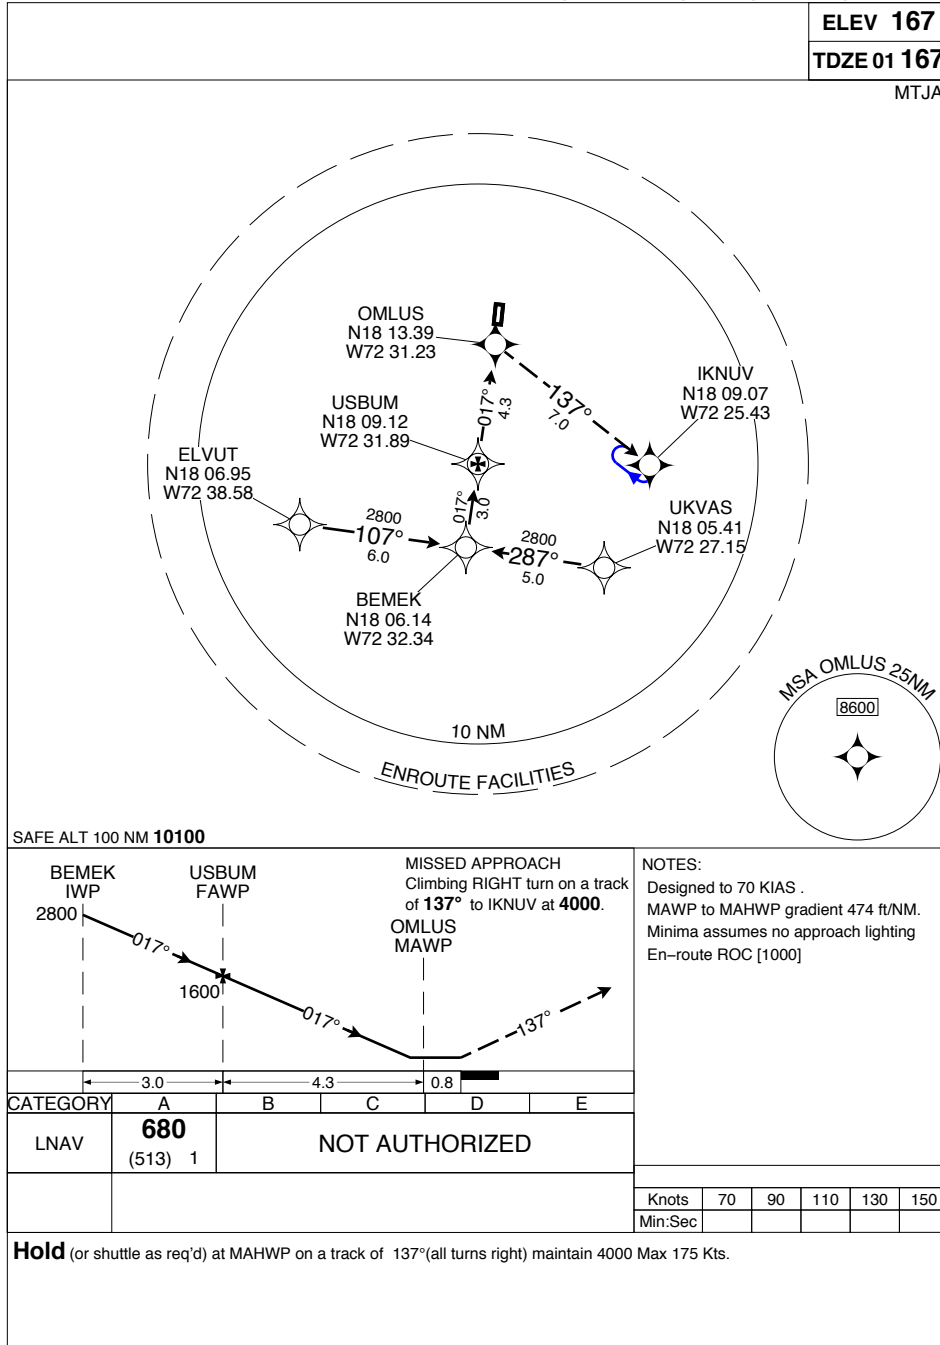 ELEV 167
TDZE 01 167
MTJA
OMLUS
N18 13.39
W72 31.23
IKNUV
N18 09.07
W72 25.43
137°
7.0
017°
4.3
USBUM
N18 09.12
W72 31.89
ELVUT
N18 06.95
W72 38.58
017°
3.0
UKVAS
N18 05.41
W72 27.15
2800
107°
6.0
2800
287°
5.0
BEMEK
N18 06.14
W72 32.34
MSA OMLUS 25NM
8600
10 NM
ENROUTE FACILITIES
SAFE ALT 100 NM 10100
BEMEK
IWP
2800
USBUM
FAWP
1600
017°
017°
MISSED APPROACH
Climbing RIGHT turn on a track
of 137° to IKNUV at 4000.
OMLUS
MAWP
137°
3.0
4.3
0.8
NOTES:
Designed to 70 KIAS .
MAWP to MAHWP gradient 474 ft/NM.
Minima assumes no approach lighting
En–route ROC [1000]
CATEGORY A B C D E
LNAV
680
(513) 1
NOT AUTHORIZED
Knots 70 90 110 130 150
Min:Sec
Hold (or shuttle as req'd) at MAHWP on a track of 137°(all turns right) maintain 4000 Max 175 Kts.